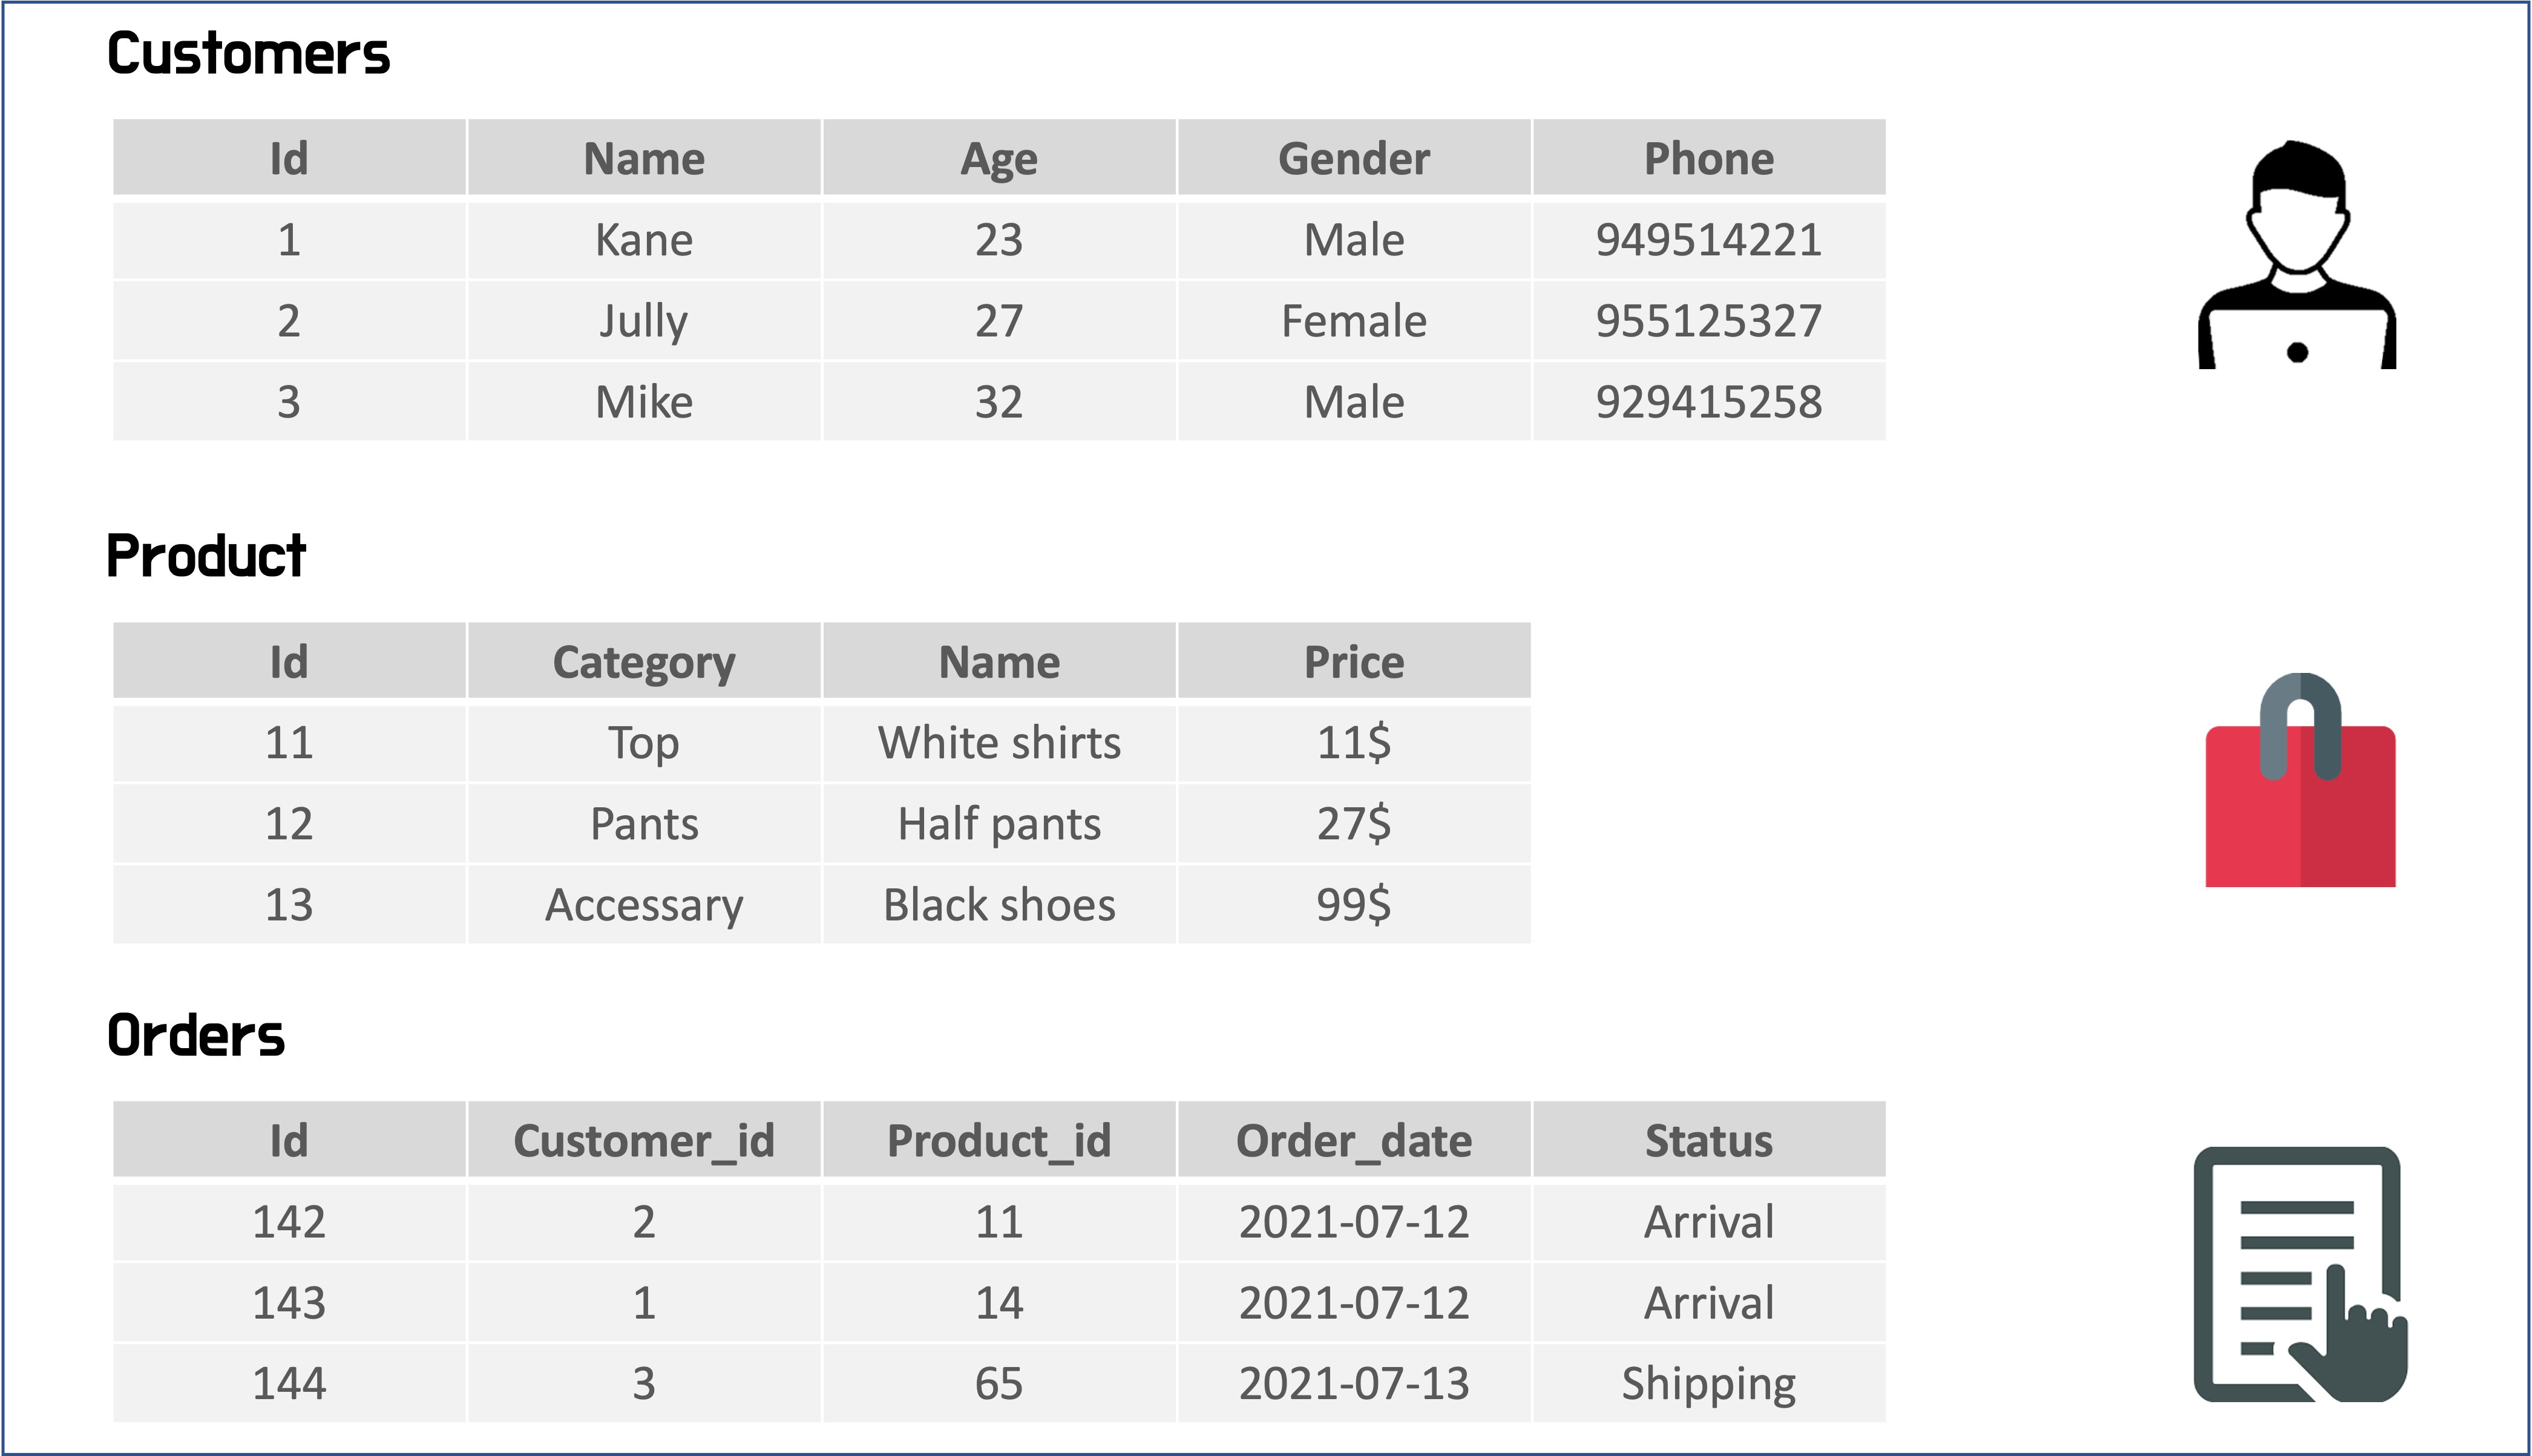 Customers
Id Name Age Gender Phone
1 Kane 23 Male 949514221
2 Jully 27 Female 955125327
3 Mike 32 Male 929415258
Product
Id Category Name Price
11 Top White shirts 11$
12 Pants Half pants 27$
13 Accessary Black shoes 99$
Orders
Id Customer_id Product_id Order_date Status
142 2 11 2021-07-12 Arrival
143 1 14 2021-07-12 Arrival
144 3 65 2021-07-13 Shipping